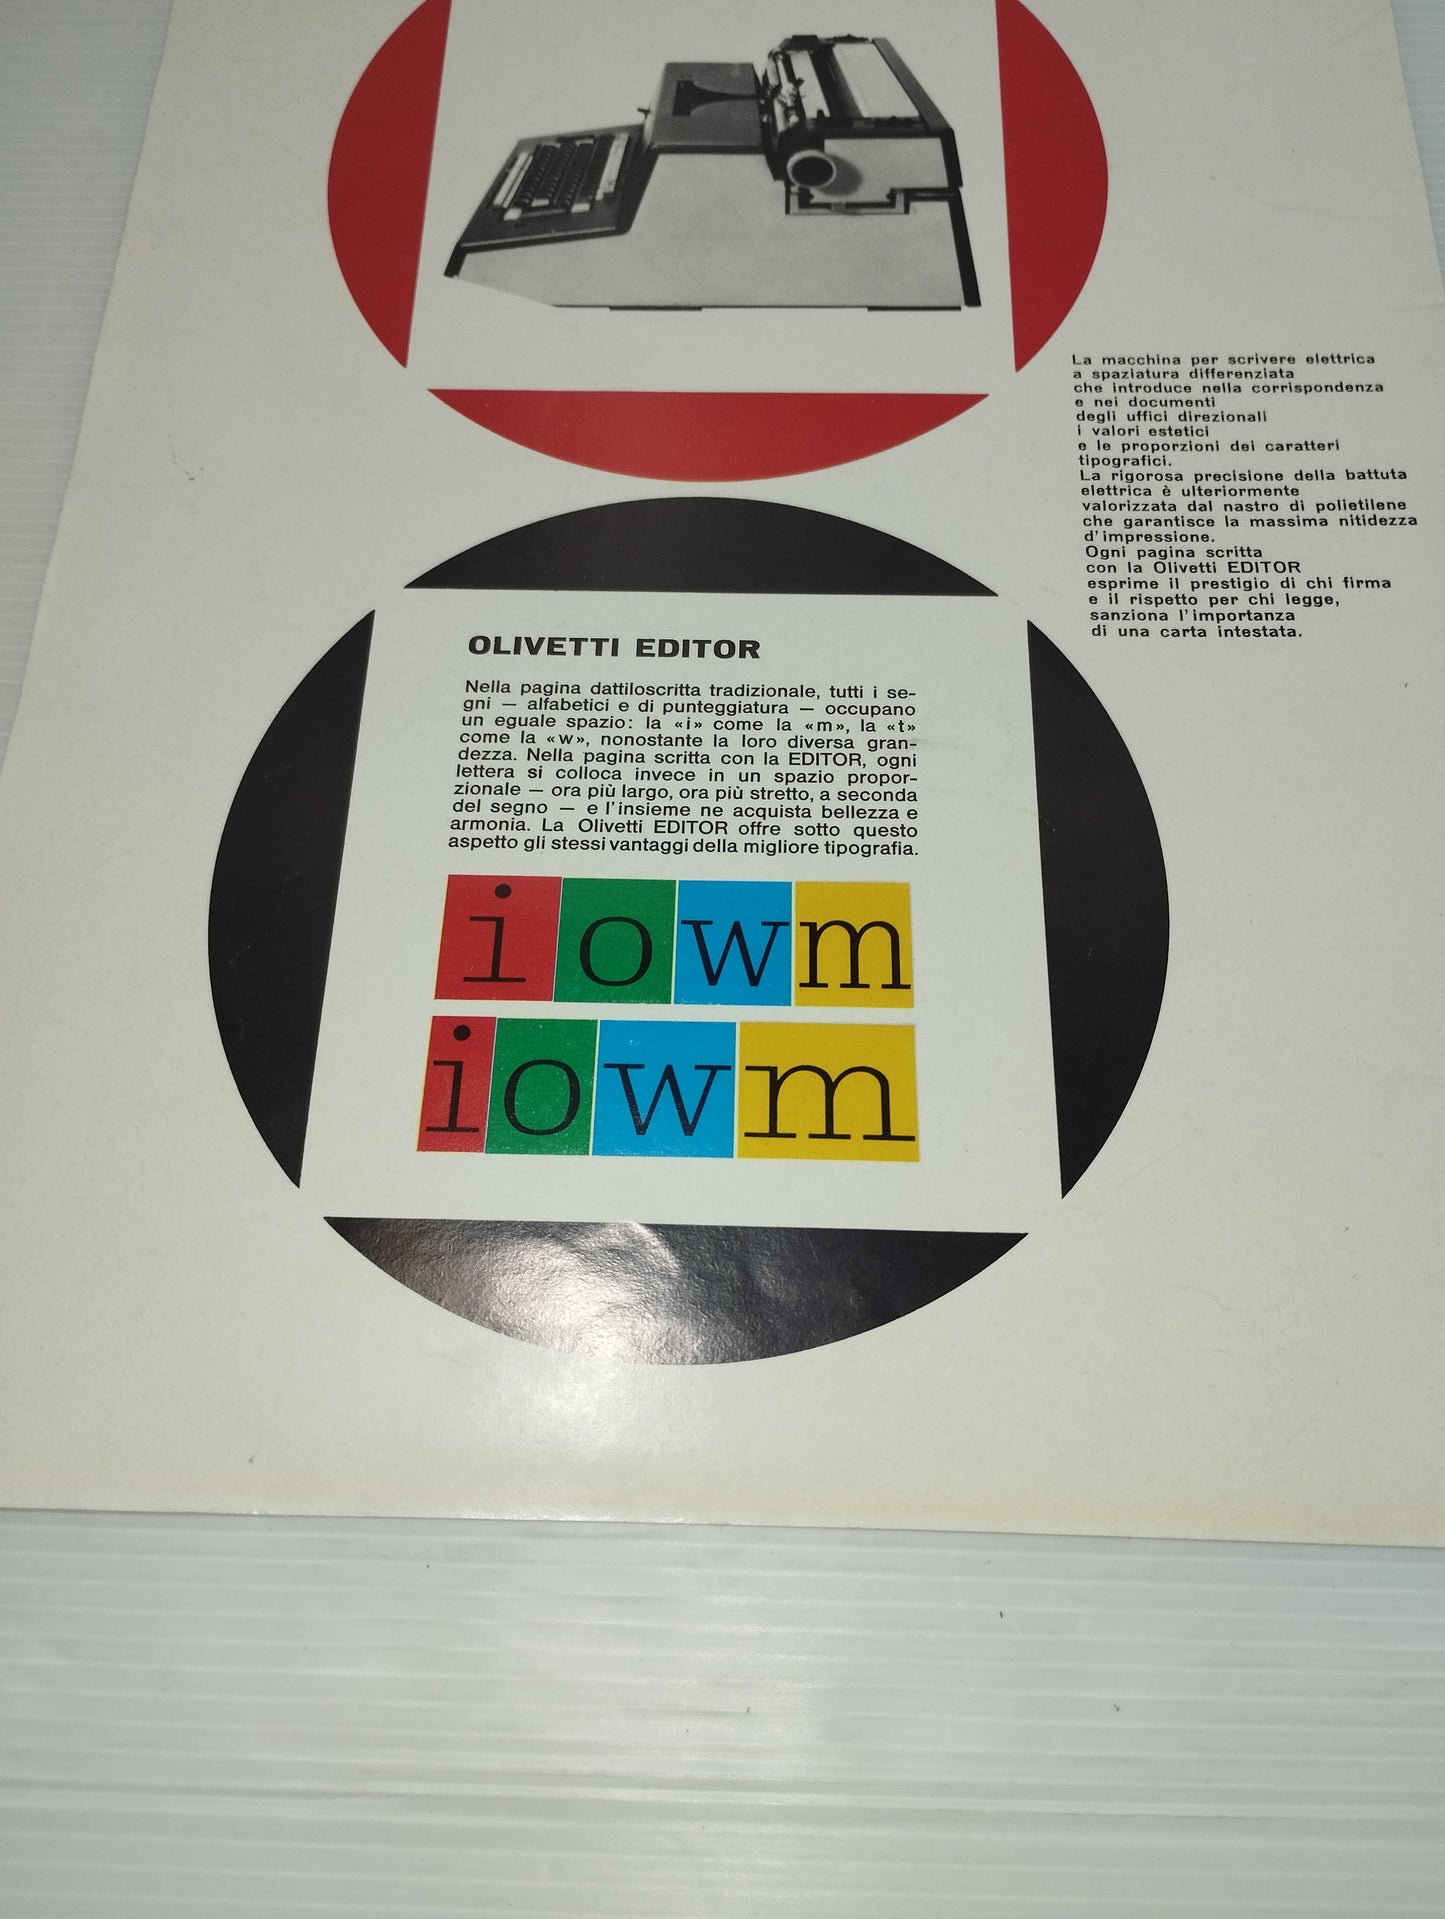 La macchina per scrivere elettrica
a spaziatura differenziata
che introduce nella corrispondenza
e nei documenti
degli uffici direzionali
i valori estetici
e le proporzioni dei caratteri
tipografici.
La rigorosa precisione della battuta
elettrica è ulteriormente
valorizzata dal nastro di polietilene
che garantisce la massima nitidezza
d'impressione.
Ogni pagina scritta
con la Olivetti EDITOR
esprime il prestigio di chi firma
e il rispetto per chi legge,
sanziona l'importanza
di una carta intestata.
OLIVETTI EDITOR
Nella pagina dattiloscritta tradizionale, tutti i se-
gni — alfabetici e di punteggiatura — occupano
un eguale spazio: la «i» come la «m», la «t»
come la «w», nonostante la loro diversa gran-
dezza. Nella pagina scritta con la EDITOR, ogni
lettera si colloca invece in un spazio propor-
zionale — ora più largo, ora più stretto, a seconda
del segno — e l'insieme ne acquista bellezza e
armonia. La Olivetti EDITOR offre sotto questo
aspetto gli stessi vantaggi della migliore tipografia.
iowm
iowm